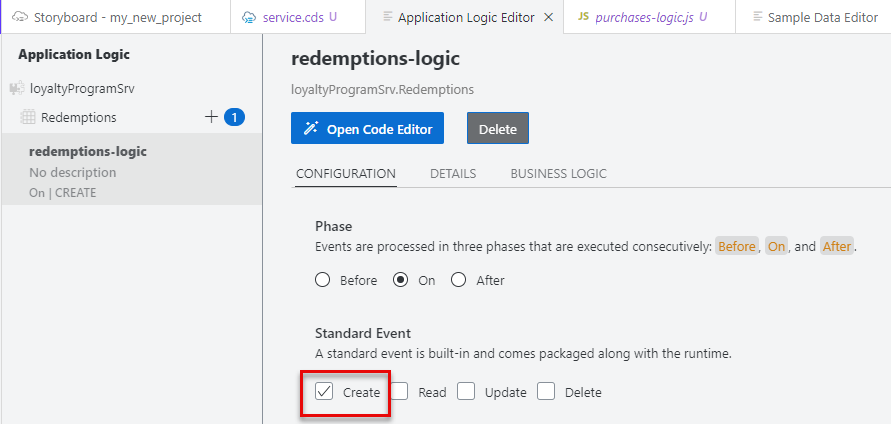 Storyboard - my_new_project
service.cds U
Application Logic Editor
JS purchases-logic.js U
Sample Data Editor
Application Logic
loyaltyProgramSrv
Redemptions
1
redemptions-logic
No description
On | CREATE
redemptions-logic
loyaltyProgramSrv.Redemptions
Open Code Editor
Delete
CONFIGURATION
DETAILS
BUSINESS LOGIC
Phase
Events are processed in three phases that are executed consecutively: Before, On, and After.
Before
On
After
Standard Event
A standard event is built-in and comes packaged along with the runtime.
Create
Read
Update
Delete